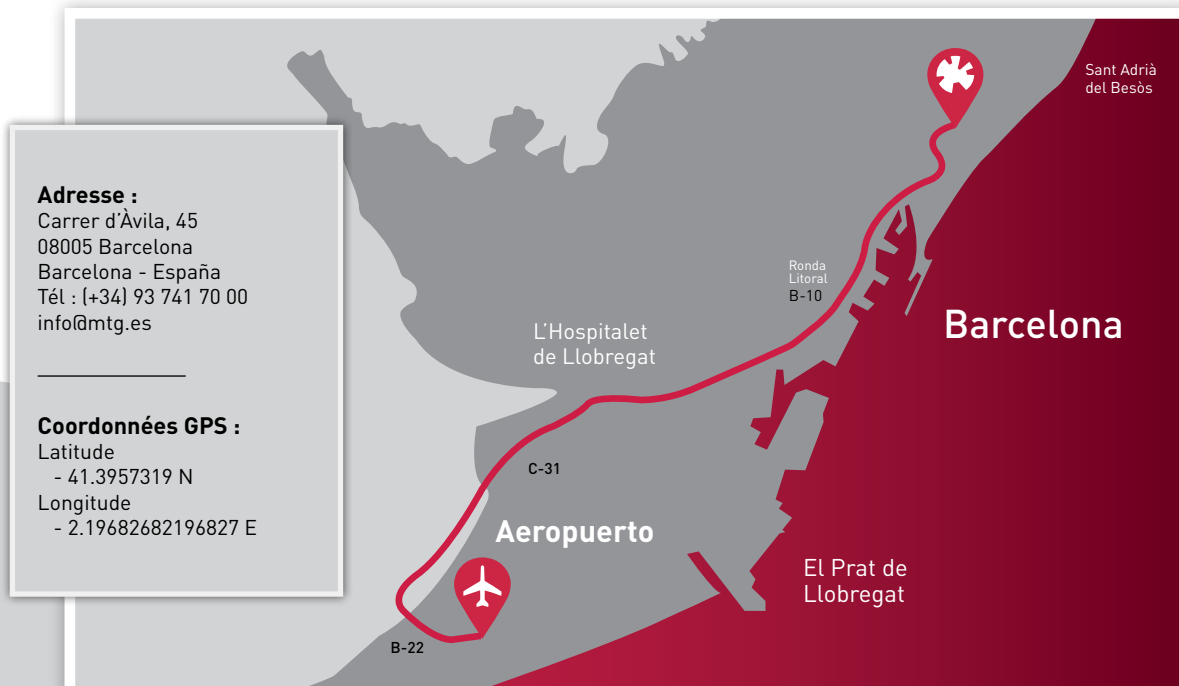 Adresse :
Carrer d'Àvila, 45
08005 Barcelona
Barcelona - España
Tél : (+34) 93 741 70 00
info@mtg.es
Coordonnées GPS :
Latitude
- 41.3957319 N
Longitude
- 2.19682682196827 E
Sant Adrià
del Besòs
Ronda
Litoral
B-10
Barcelona
L'Hospitalet
de Llobregat
C-31
Aeropuerto
El Prat de
Llobregat
B-22